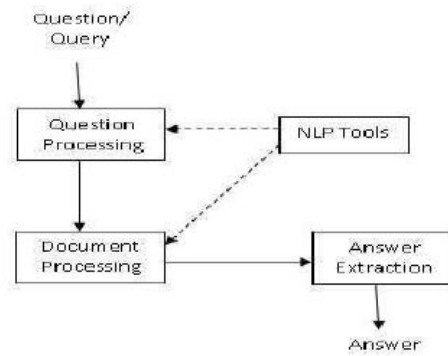 Question/
Query
Question
Processing
NLP Tools
Document
Processing
Answer
Extraction
Answer